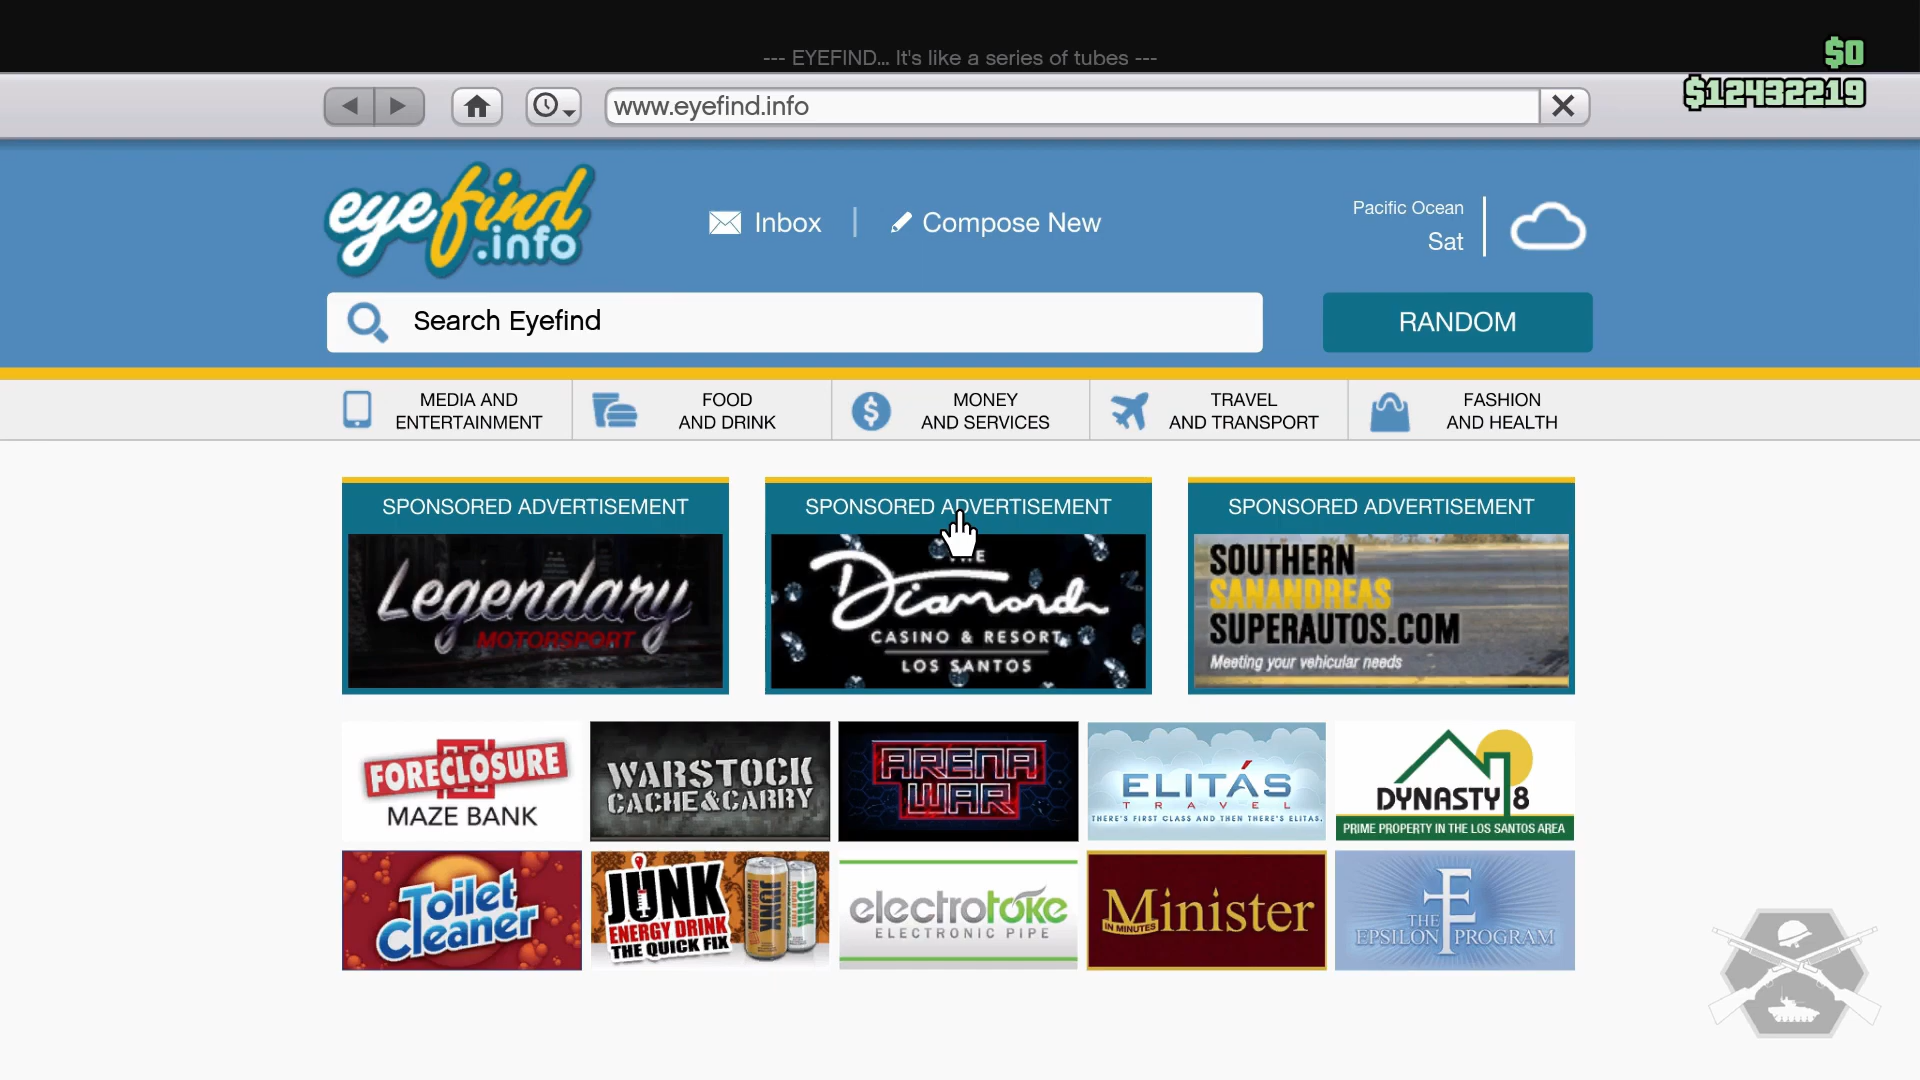 --- EYEFIND... It's like a series of tubes ---
$0
$12432219
www.eyefind.info
eyefind
.info
Inbox
Compose New
Pacific Ocean
Sat
Search Eyefind
RANDOM
MEDIA AND
ENTERTAINMENT
FOOD
AND DRINK
MONEY
AND SERVICES
TRAVEL
AND TRANSPORT
FASHION
AND HEALTH
SPONSORED ADVERTISEMENT
Legendary
MOTORSPORT
SPONSORED ADVERTISEMENT
THE
Diamond
CASINO & RESORT
LOS SANTOS
SPONSORED ADVERTISEMENT
SOUTHERN
SANANDREAS
SUPERAUTOS.COM
Meeting your vehicular needs
FORECLOSURE
MAZE BANK
WARSTOCK
CACHE&CARRY
ARENA
WAR
ELITÁS
TRAVEL
THERE'S FIRST CLASS AND THEN THERE'S ELITAS.
DYNASTY 8
PRIME PROPERTY IN THE LOS SANTOS AREA
Toilet
Cleaner
JUNK
ENERGY DRINK
THE QUICK FIX
JUNK
JUNK
electrotoke
ELECTRONIC PIPE
Minister
IN MINUTES
THE
EPSILON PROGRAM